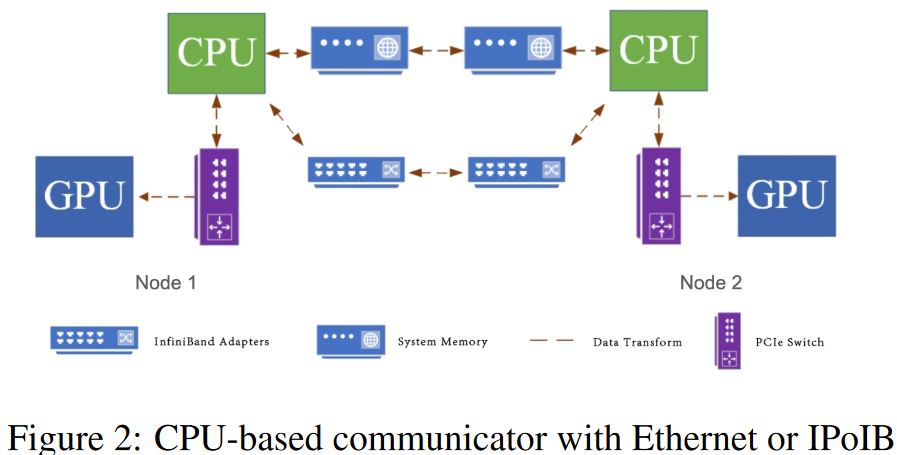 CPU
CPU
GPU
GPU
Node 1
Node 2
InfiniBand Adapters
System Memory
Data Transform
PCIe Switch
Figure 2: CPU-based communicator with Ethernet or IPoIB